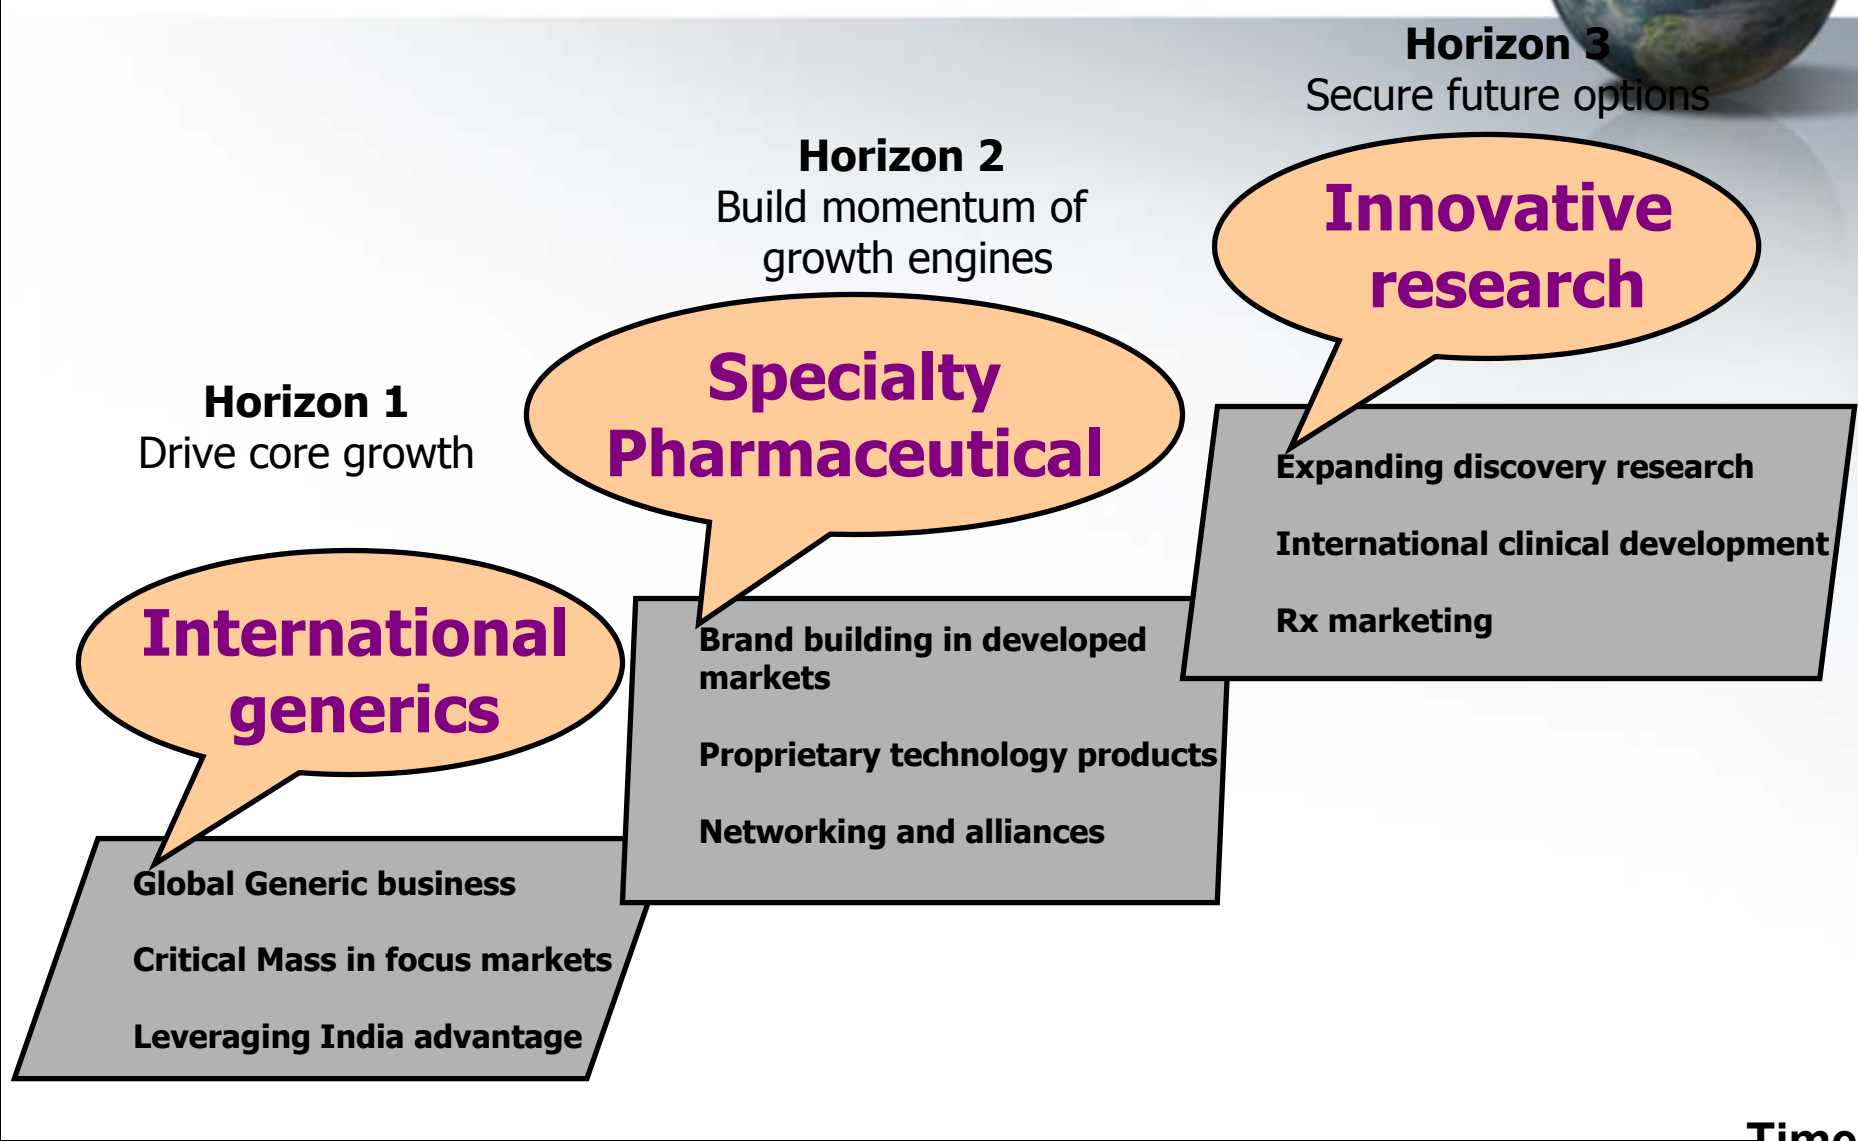 Horizon 3
Secure future options
Innovative
research
Expanding discovery research
International clinical development
Rx marketing
Horizon 2
Build momentum of
growth engines
Specialty
Pharmaceutical
Brand building in developed
markets
Proprietary technology products
Networking and alliances
Horizon 1
Drive core growth
International
generics
Global Generic business
Critical Mass in focus markets
Leveraging India advantage
Time